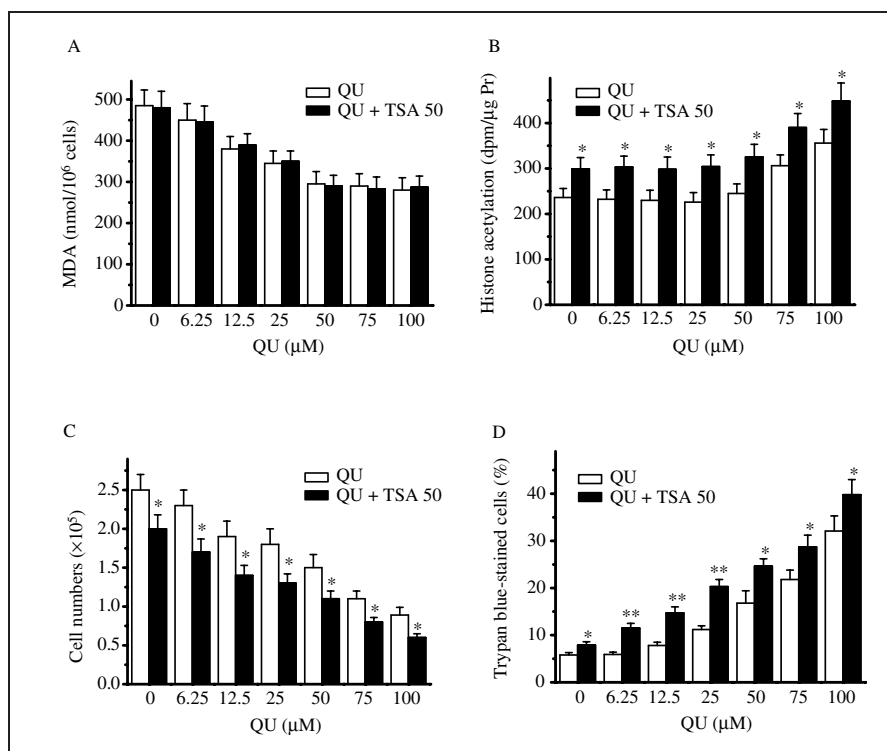 A
MDA (nmol/10⁶ cells)
500
400
300
200
100
0
QU
QU + TSA 50
0 6.25 12.5 25 50 75 100
QU (μM)
B
Histone acetylation (dpm/μg Pr)
400
300
200
100
0
QU
QU + TSA 50
* * * * * * *
0 6.25 12.5 25 50 75 100
QU (μM)
C
Cell numbers (×10⁵)
2.5
2.0
1.5
1.0
0.5
0.0
QU
QU + TSA 50
* * * * * * *
0 6.25 12.5 25 50 75 100
QU (μM)
D
Trypan blue-stained cells (%)
40
30
20
10
0
QU
QU + TSA 50
* ** ** ** * * *
0 6.25 12.5 25 50 75 100
QU (μM)